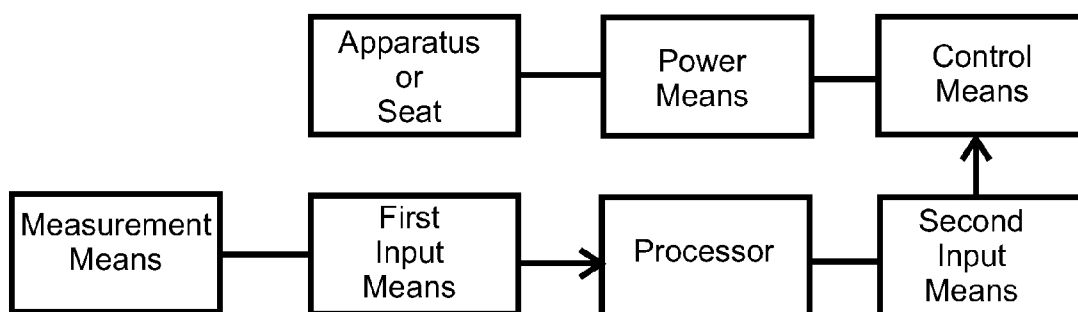 Apparatus
or
Seat
Power
Means
Control
Means
Measurement
Means
First
Input
Means
Processor
Second
Input
Means